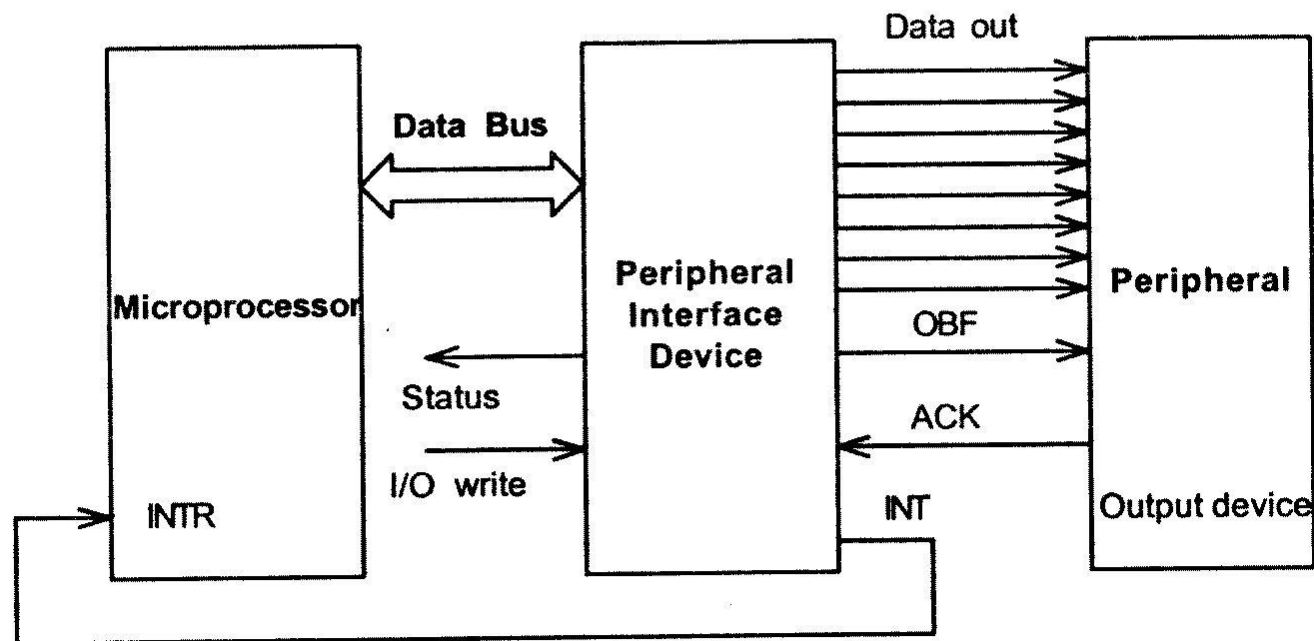 Data out
Data Bus
Microprocessor
Peripheral
Interface
Device
Peripheral
OBF
Status
ACK
I/O write
INTR
INT
Output device